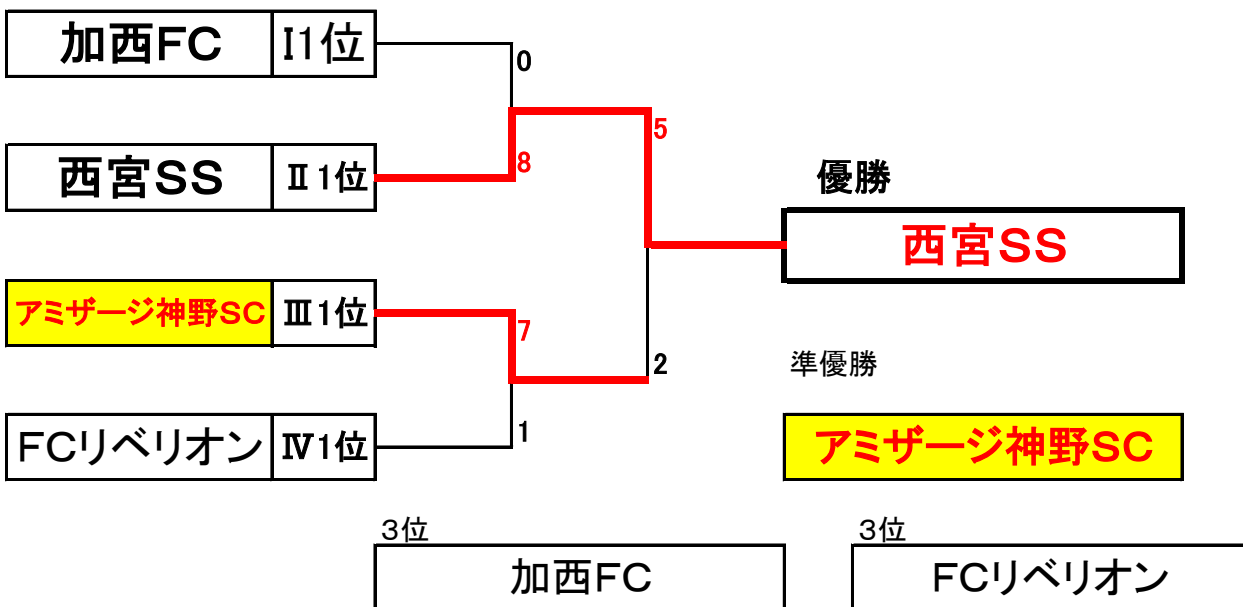 加西FC Ⅰ1位
0
5
西宮SS Ⅱ1位
8
優勝
西宮SS
アミザージ神野SC Ⅲ1位
7
2
準優勝
FCリベリオン Ⅳ1位
1
アミザージ神野SC
3位
加西FC
3位
FCリベリオン